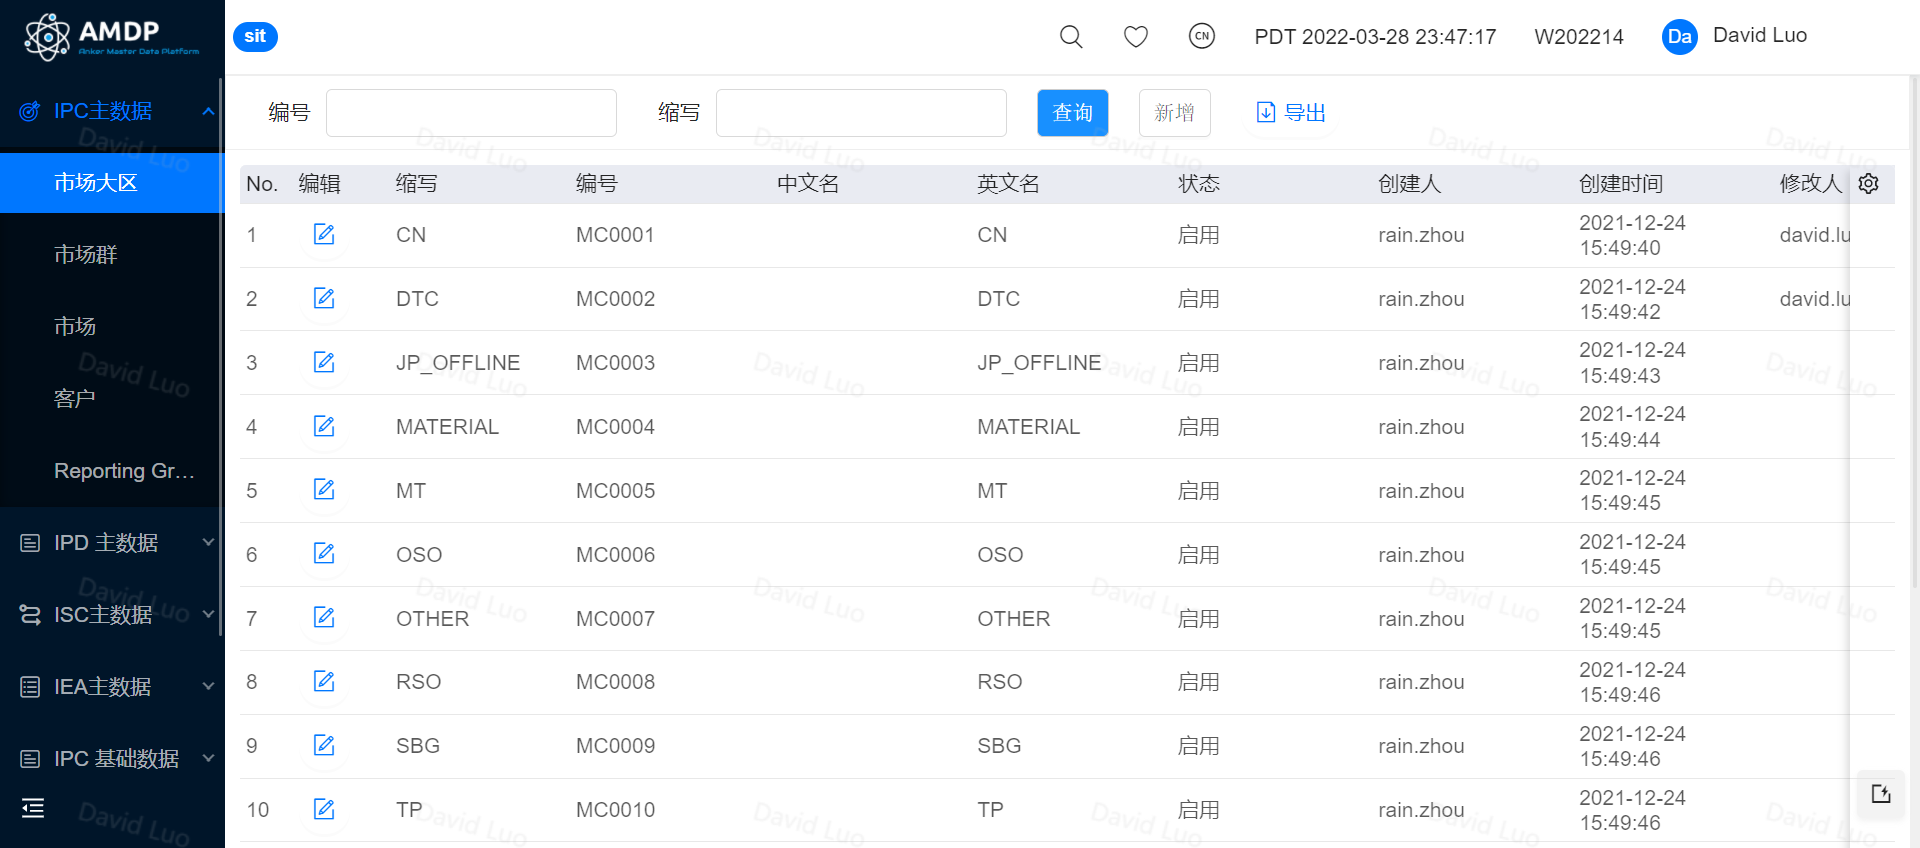 AMDP
Anker Master Data Platform
sit
CN
PDT 2022-03-28 23:47:17
W202214
Da
David Luo
IPC主数据
市场大区
市场群
市场
客户
Reporting Gr...
IPD 主数据
ISC主数据
IEA主数据
IPC 基础数据
编号
缩写
查询
新增
导出
No. 编辑 缩写 编号 中文名 英文名 状态 创建人 创建时间 修改人
1 CN MC0001 CN 启用 rain.zhou 2021-12-24 15:49:40 david.lu
2 DTC MC0002 DTC 启用 rain.zhou 2021-12-24 15:49:42 david.lu
3 JP_OFFLINE MC0003 JP_OFFLINE 启用 rain.zhou 2021-12-24 15:49:43
4 MATERIAL MC0004 MATERIAL 启用 rain.zhou 2021-12-24 15:49:44
5 MT MC0005 MT 启用 rain.zhou 2021-12-24 15:49:45
6 OSO MC0006 OSO 启用 rain.zhou 2021-12-24 15:49:45
7 OTHER MC0007 OTHER 启用 rain.zhou 2021-12-24 15:49:45
8 RSO MC0008 RSO 启用 rain.zhou 2021-12-24 15:49:46
9 SBG MC0009 SBG 启用 rain.zhou 2021-12-24 15:49:46
10 TP MC0010 TP 启用 rain.zhou 2021-12-24 15:49:46
David Luo